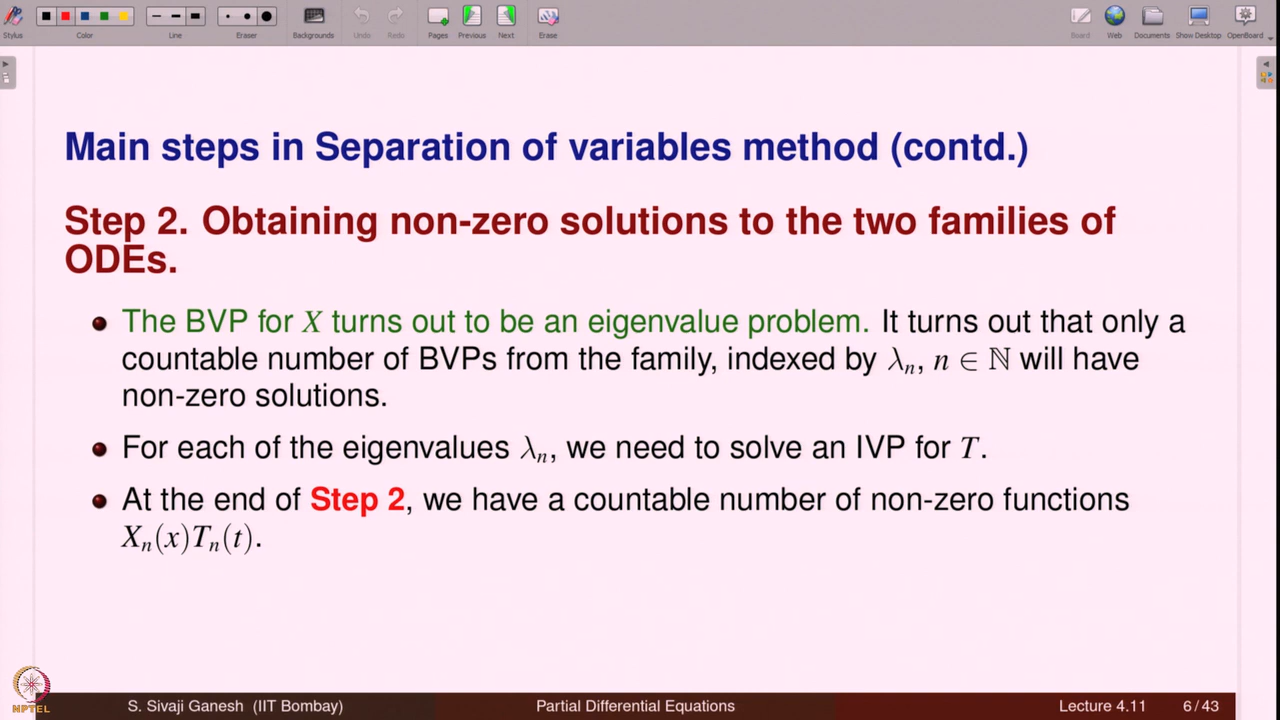 Stylus Color Line Eraser Backgrounds Undo Redo Pages Previous Next Erase Board Web Documents Show Desktop OpenBoard
Main steps in Separation of variables method (contd.)
Step 2. Obtaining non-zero solutions to the two families of
ODEs.
The BVP for X turns out to be an eigenvalue problem. It turns out that only a
countable number of BVPs from the family, indexed by λₙ, n ∈ ℕ will have
non-zero solutions.
For each of the eigenvalues λₙ, we need to solve an IVP for T.
At the end of Step 2, we have a countable number of non-zero functions
Xₙ(x)Tₙ(t).
NPTEL
S. Sivaji Ganesh (IIT Bombay) Partial Differential Equations Lecture 4.11 6 / 43